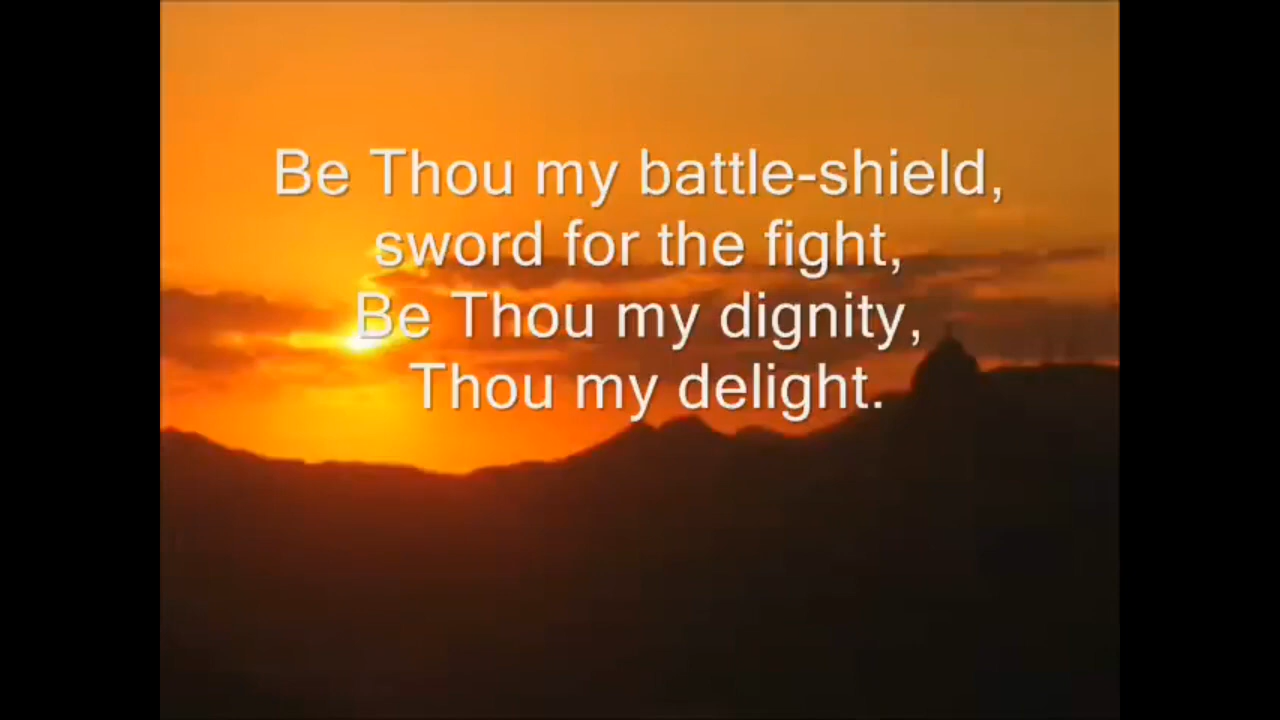 Be Thou my battle-shield,
sword for the fight,
Be Thou my dignity,
Thou my delight.